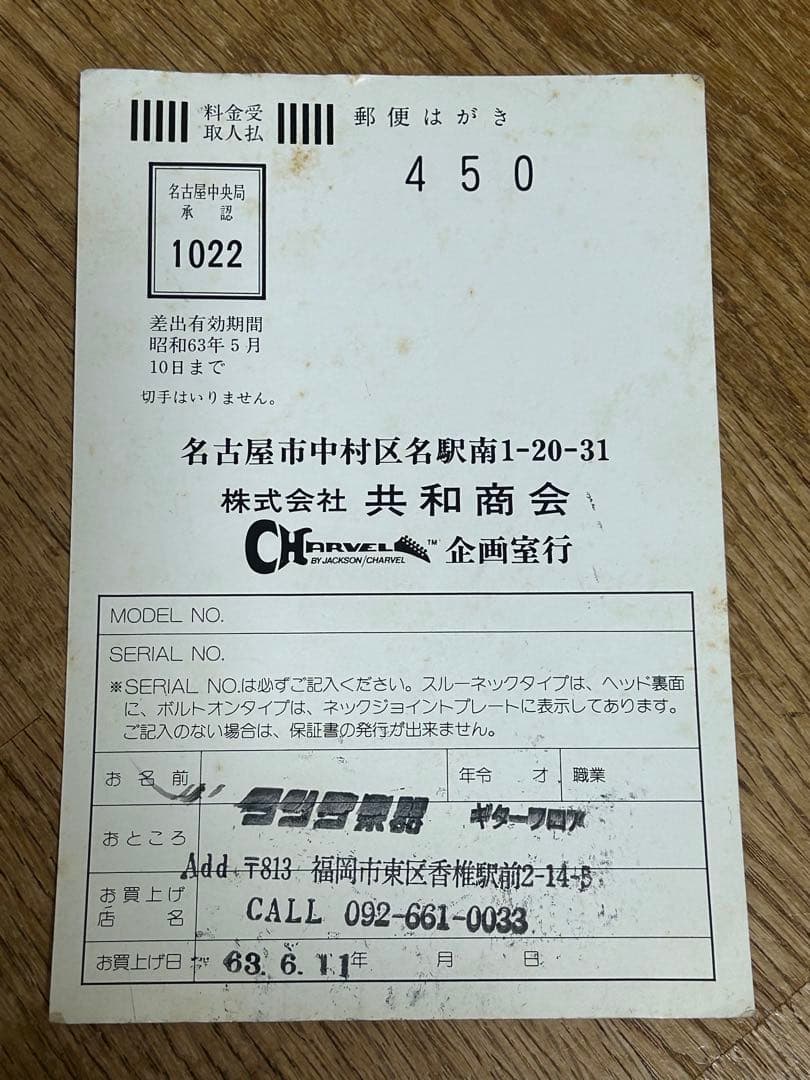 料金受
取人払
郵便はがき
450
名古屋中央局
承認
1022
差出有効期間
昭和63年5月
10日まで
切手はいりません。
名古屋市中村区名駅南1-20-31
株式会社 共和商会
CHARVEL™ 企画室行
BY JACKSON/CHARVEL
MODEL NO.
SERIAL NO.
※SERIAL NO.は必ずご記入ください。スルーネックタイプは、ヘッド裏面
に、ボルトオンタイプは、ネックジョイントプレートに表示してあります。
ご記入のない場合は、保証書の発行が出来ません。
お名前
年令 才
職業
楽器 ギターフロア
おところ
Add 〒813 福岡市東区香椎駅前2-14-5
お買上げ
店名
CALL 092-661-0033
お買上げ日
63.6.11年 月 日